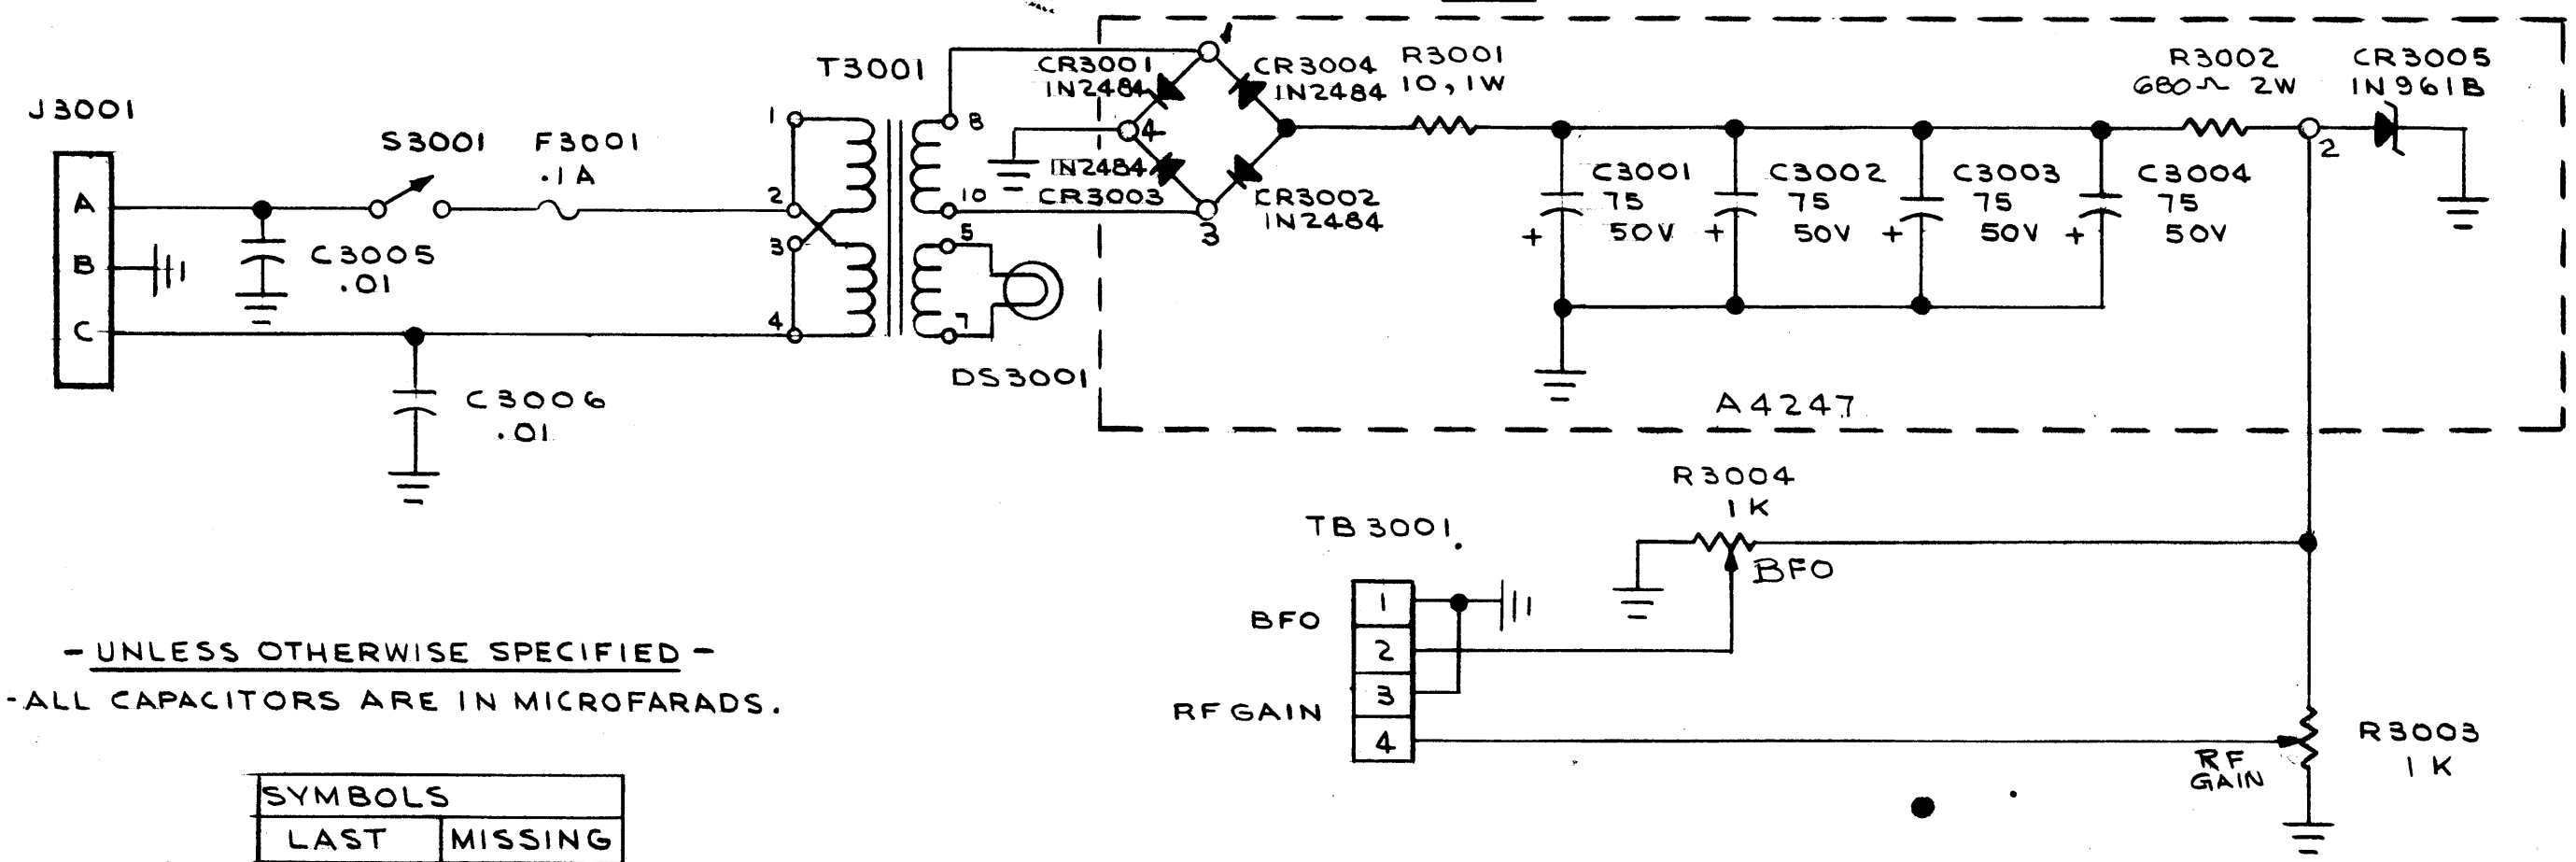 J3001
A
B
C
S3001
F3001
.1A
C3005
.01
C3006
.01
T3001
1
2
3
4
8
10
5
7
DS3001
CR3001
IN2484
4
IN2484
CR3003
CR3004
IN2484
3
CR3002
IN2484
R3001
10, 1W
C3001
75
50V
+
C3002
75
50V
+
C3003
75
50V
+
C3004
75
50V
+
R3002
680Ω 2W
2
CR3005
IN961B
A4247
R3004
1K
BFO
TB3001.
BFO
1
2
RF GAIN
3
4
RF
GAIN
R3003
1K
- UNLESS OTHERWISE SPECIFIED -
-ALL CAPACITORS ARE IN MICROFARADS.
SYMBOLS
LAST MISSING